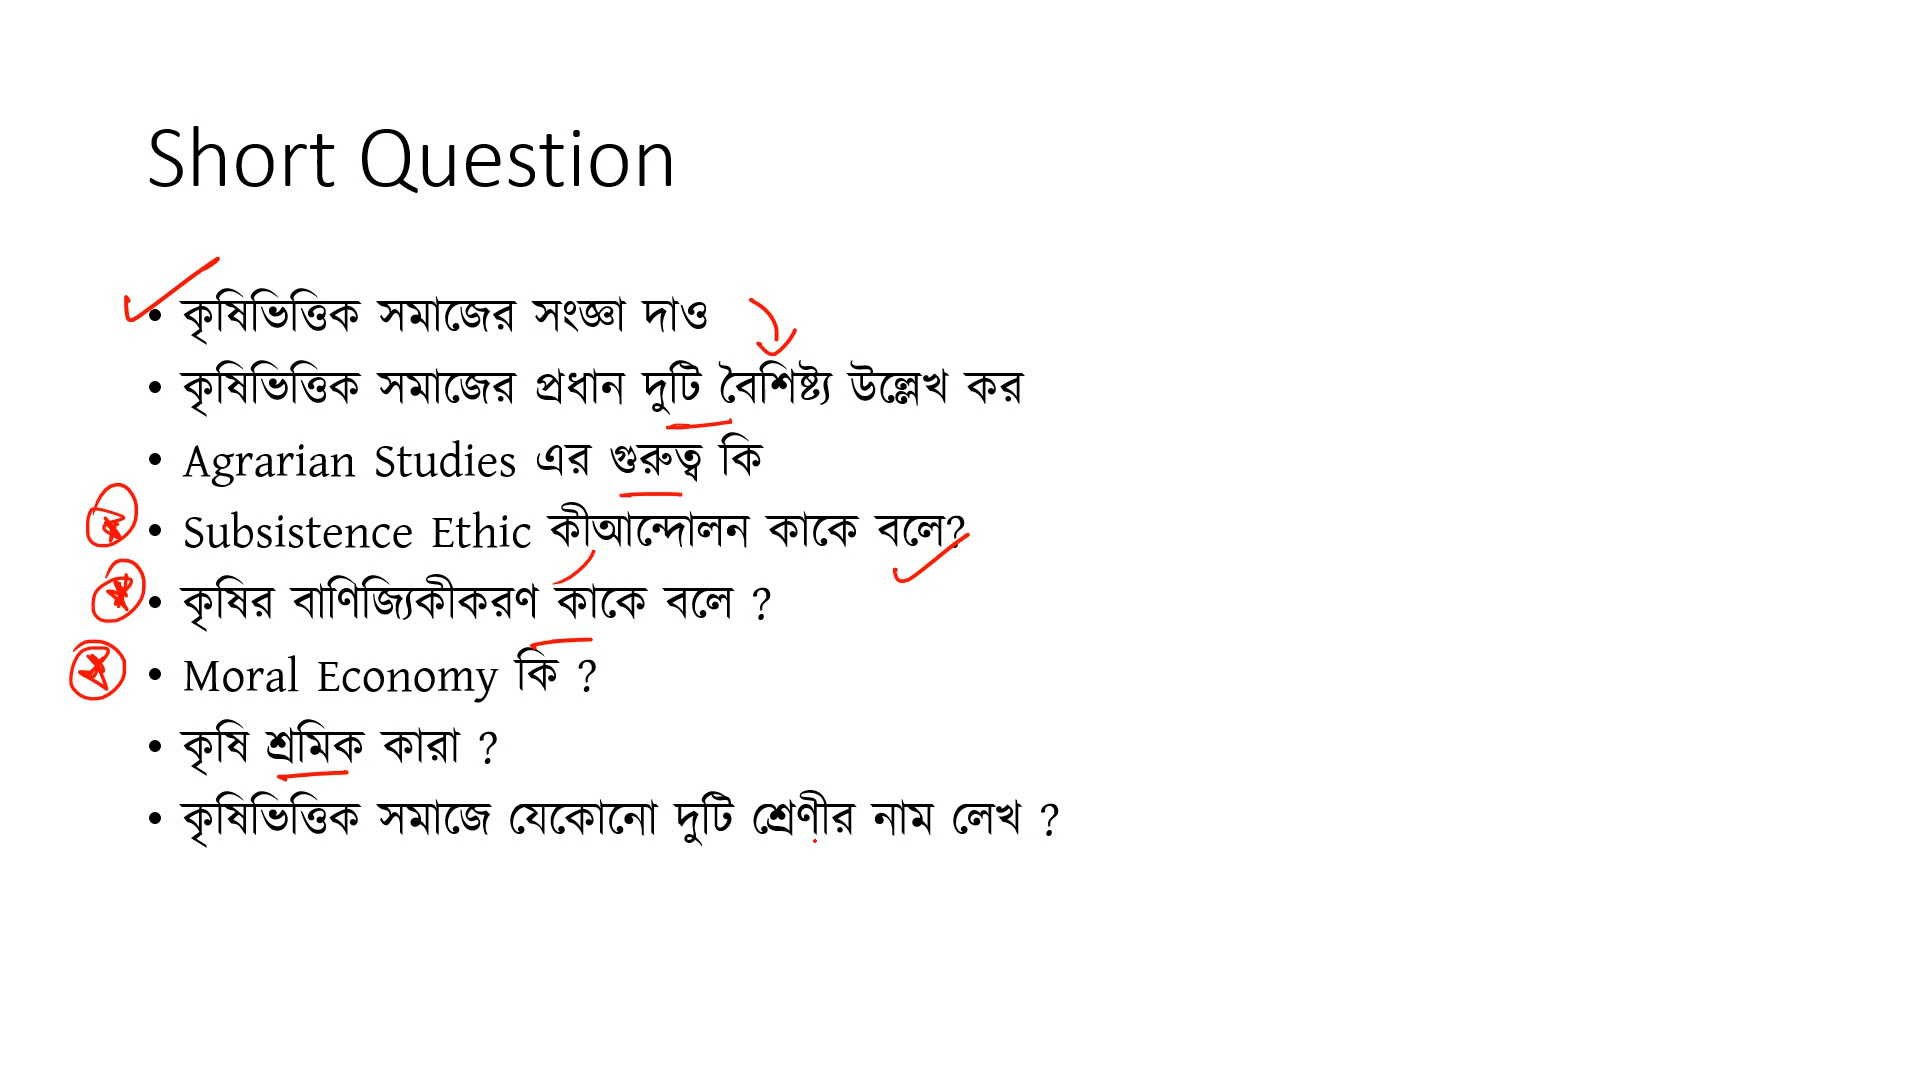 Short Question
• কৃষিভিত্তিক সমাজের সংজ্ঞা দাও
• কৃষিভিত্তিক সমাজের প্রধান দুটি বৈশিষ্ট্য উল্লেখ কর
• Agrarian Studies এর গুরুত্ব কি
• Subsistence Ethic কীআন্দোলন কাকে বলে?
• কৃষির বাণিজ্যিকীকরণ কাকে বলে ?
• Moral Economy কি ?
• কৃষি শ্রমিক কারা ?
• কৃষিভিত্তিক সমাজে যেকোনো দুটি শ্রেণীর নাম লেখ ?